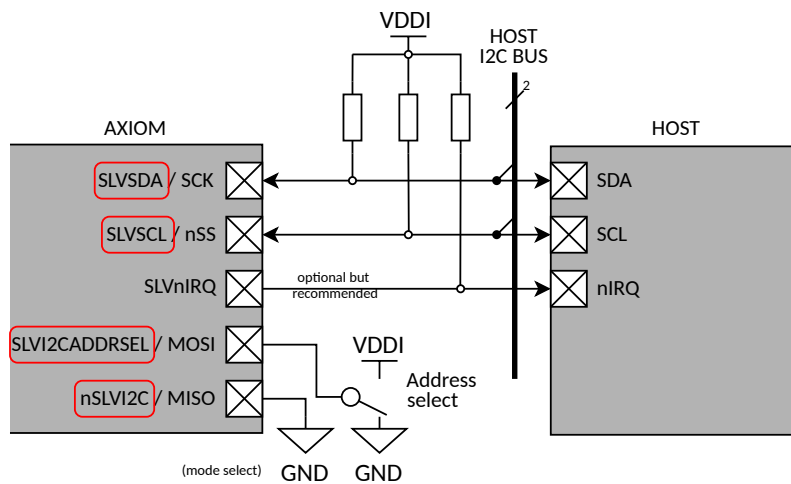 VDDI
HOST
I2C BUS
2
AXIOM
HOST
SLVSDA / SCK
SDA
SLVSCL / nSS
SCL
SLVnIRQ
optional but
recommended
nIRQ
SLVI2CADDRSEL / MOSI
VDDI
Address
select
nSLVI2C / MISO
(mode select)
GND
GND